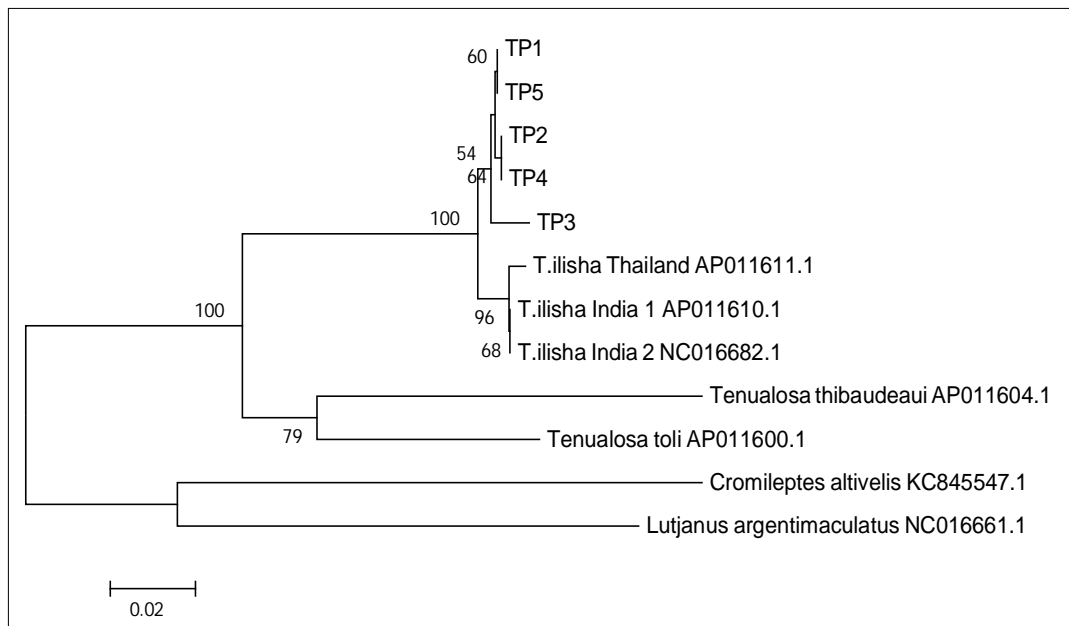 TP1
60
TP5
TP2
54
64
TP4
TP3
100
T.ilisha Thailand AP011611.1
T.ilisha India 1 AP011610.1
96
100
68
T.ilisha India 2 NC016682.1
Tenualosa thibaudeaui AP011604.1
79
Tenualosa toli AP011600.1
Cromileptes altivelis KC845547.1
Lutjanus argentimaculatus NC016661.1
0.02